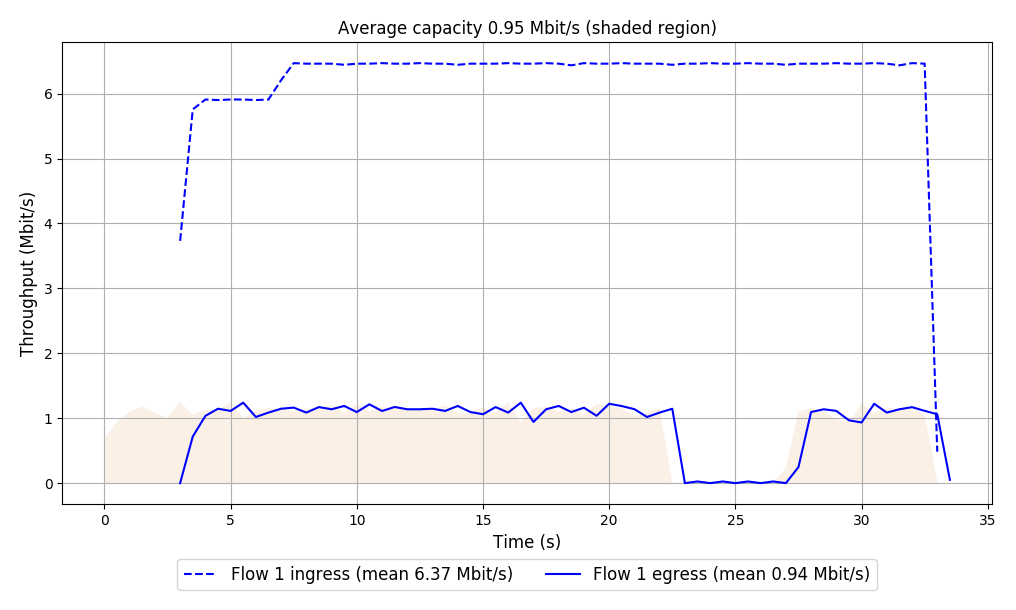 Average capacity 0.95 Mbit/s (shaded region)
Throughput (Mbit/s)
6
5
4
3
2
1
0
0 5 10 15 20 25 30 35
Time (s)
Flow 1 ingress (mean 6.37 Mbit/s) Flow 1 egress (mean 0.94 Mbit/s)